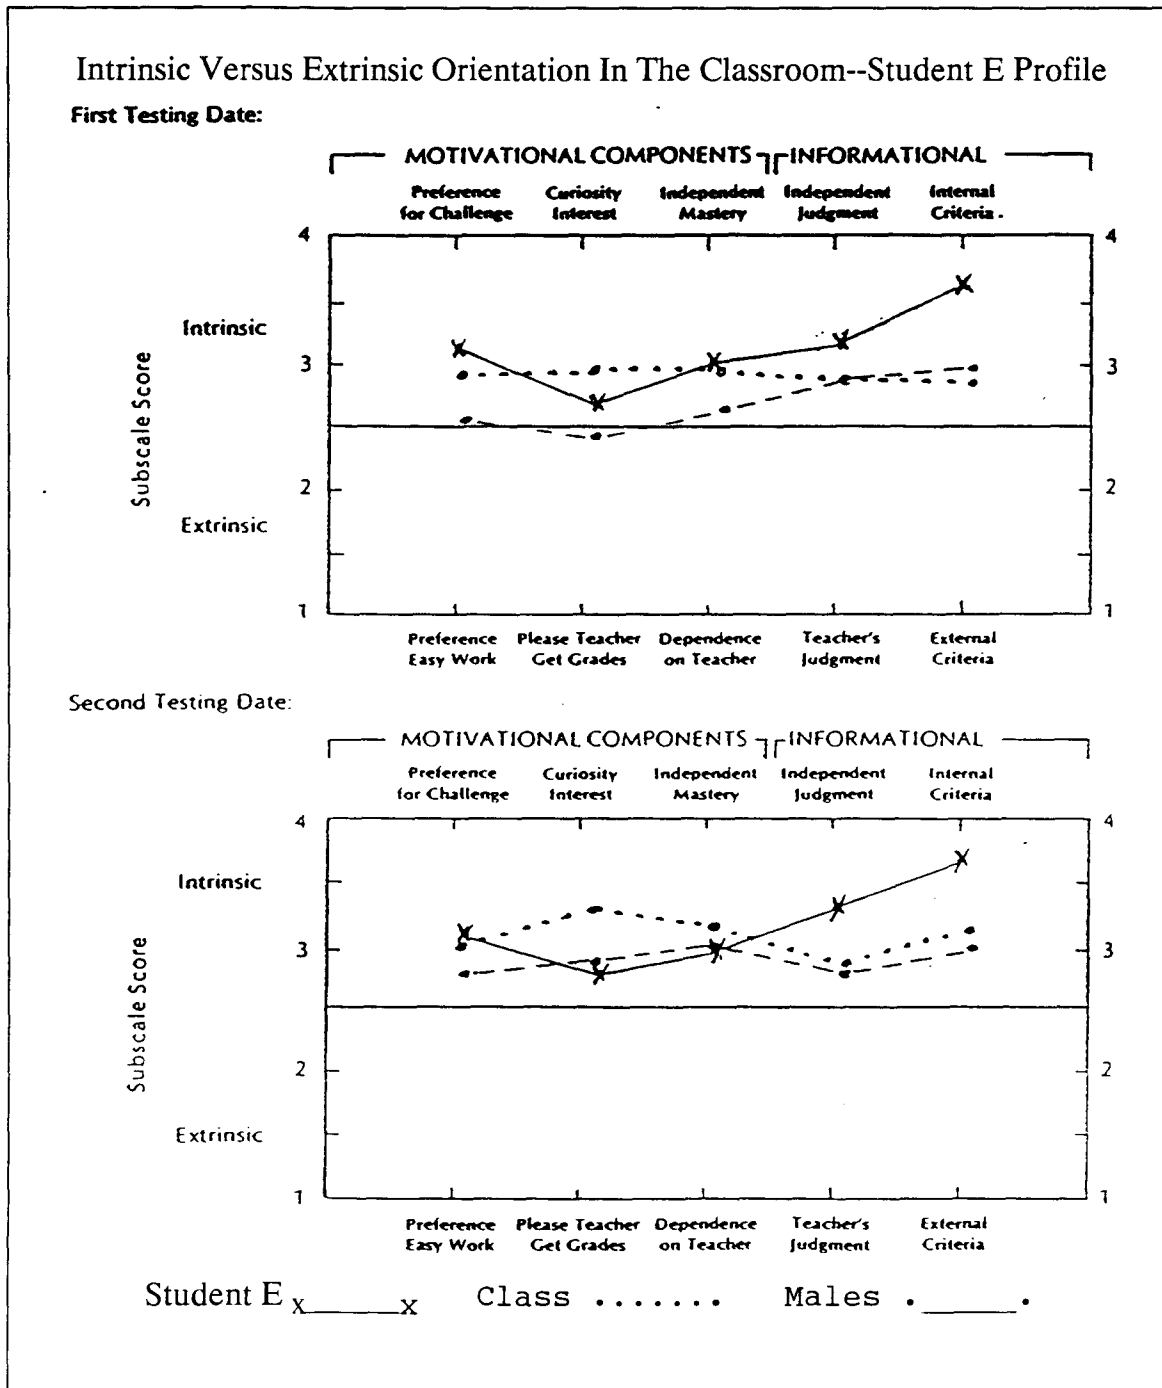 Intrinsic Versus Extrinsic Orientation In The Classroom--Student E Profile
First Testing Date:
MOTIVATIONAL COMPONENTS INFORMATIONAL
Preference for Challenge
Curiosity Interest
Independent Mastery
Independent Judgment
Internal Criteria.
4 4
Intrinsic
3 3
Subscale Score
2 2
Extrinsic
1 1
Preference Easy Work
Please Teacher Get Grades
Dependence on Teacher
Teacher's Judgment
External Criteria
Second Testing Date:
MOTIVATIONAL COMPONENTS INFORMATIONAL
Preference for Challenge
Curiosity Interest
Independent Mastery
Independent Judgment
Internal Criteria
4 4
Intrinsic
3 3
Subscale Score
2 2
Extrinsic
1 1
Preference Easy Work
Please Teacher Get Grades
Dependence on Teacher
Teacher's Judgment
External Criteria
Student E x______x Class ....... Males .______.